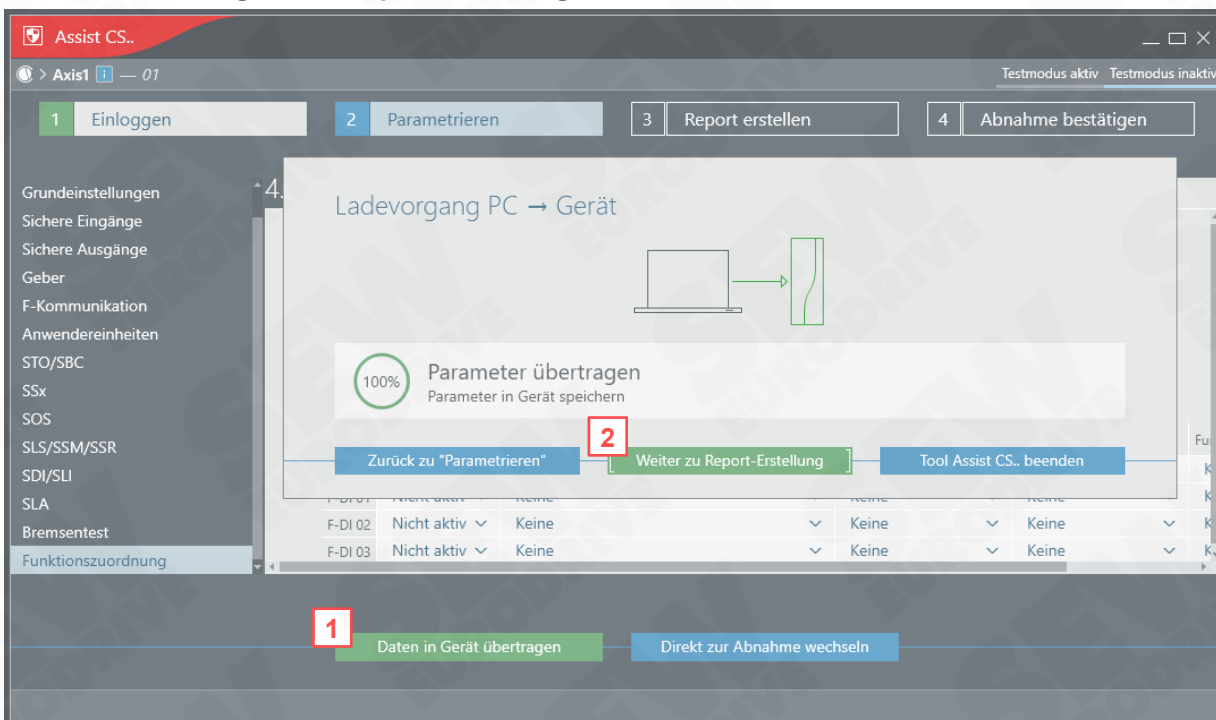 Assist CS..
> Axis1 i — 01
Testmodus aktiv Testmodus inaktiv
1 Einloggen
2 Parametrieren
3 Report erstellen
4 Abnahme bestätigen
Grundeinstellungen
Sichere Eingänge
Sichere Ausgänge
Geber
F-Kommunikation
Anwendereinheiten
STO/SBC
SSx
SOS
SLS/SSM/SSR
SDI/SLI
SLA
Bremsentest
Funktionszuordnung
4.
Ladevorgang PC → Gerät
100%
Parameter übertragen
Parameter in Gerät speichern
2
Zurück zu "Parametrieren"
Weiter zu Report-Erstellung
Tool Assist CS.. beenden
F-DI 02 Nicht aktiv Keine Keine Keine
F-DI 03 Nicht aktiv Keine Keine Keine
1
Daten in Gerät übertragen
Direkt zur Abnahme wechseln
SEW
EURODRIVE